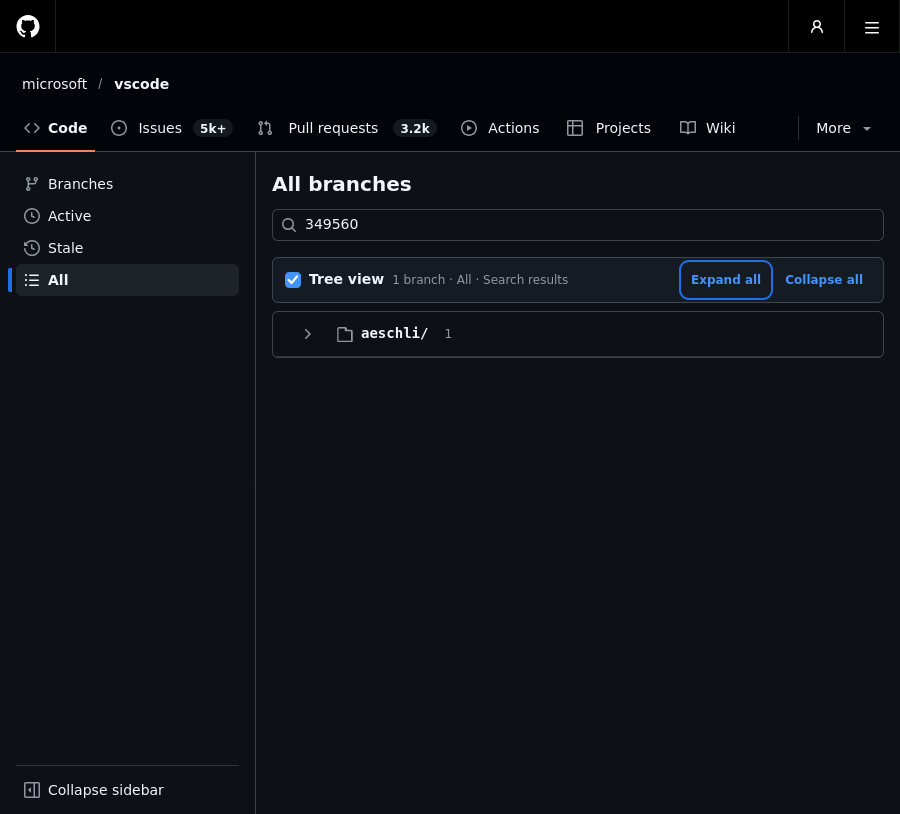 microsoft / vscode
Code Issues 5k+ Pull requests 3.2k Actions Projects Wiki More
Branches
Active
Stale
All
Collapse sidebar
All branches
349560
Tree view 1 branch · All · Search results Expand all Collapse all
aeschli/ 1